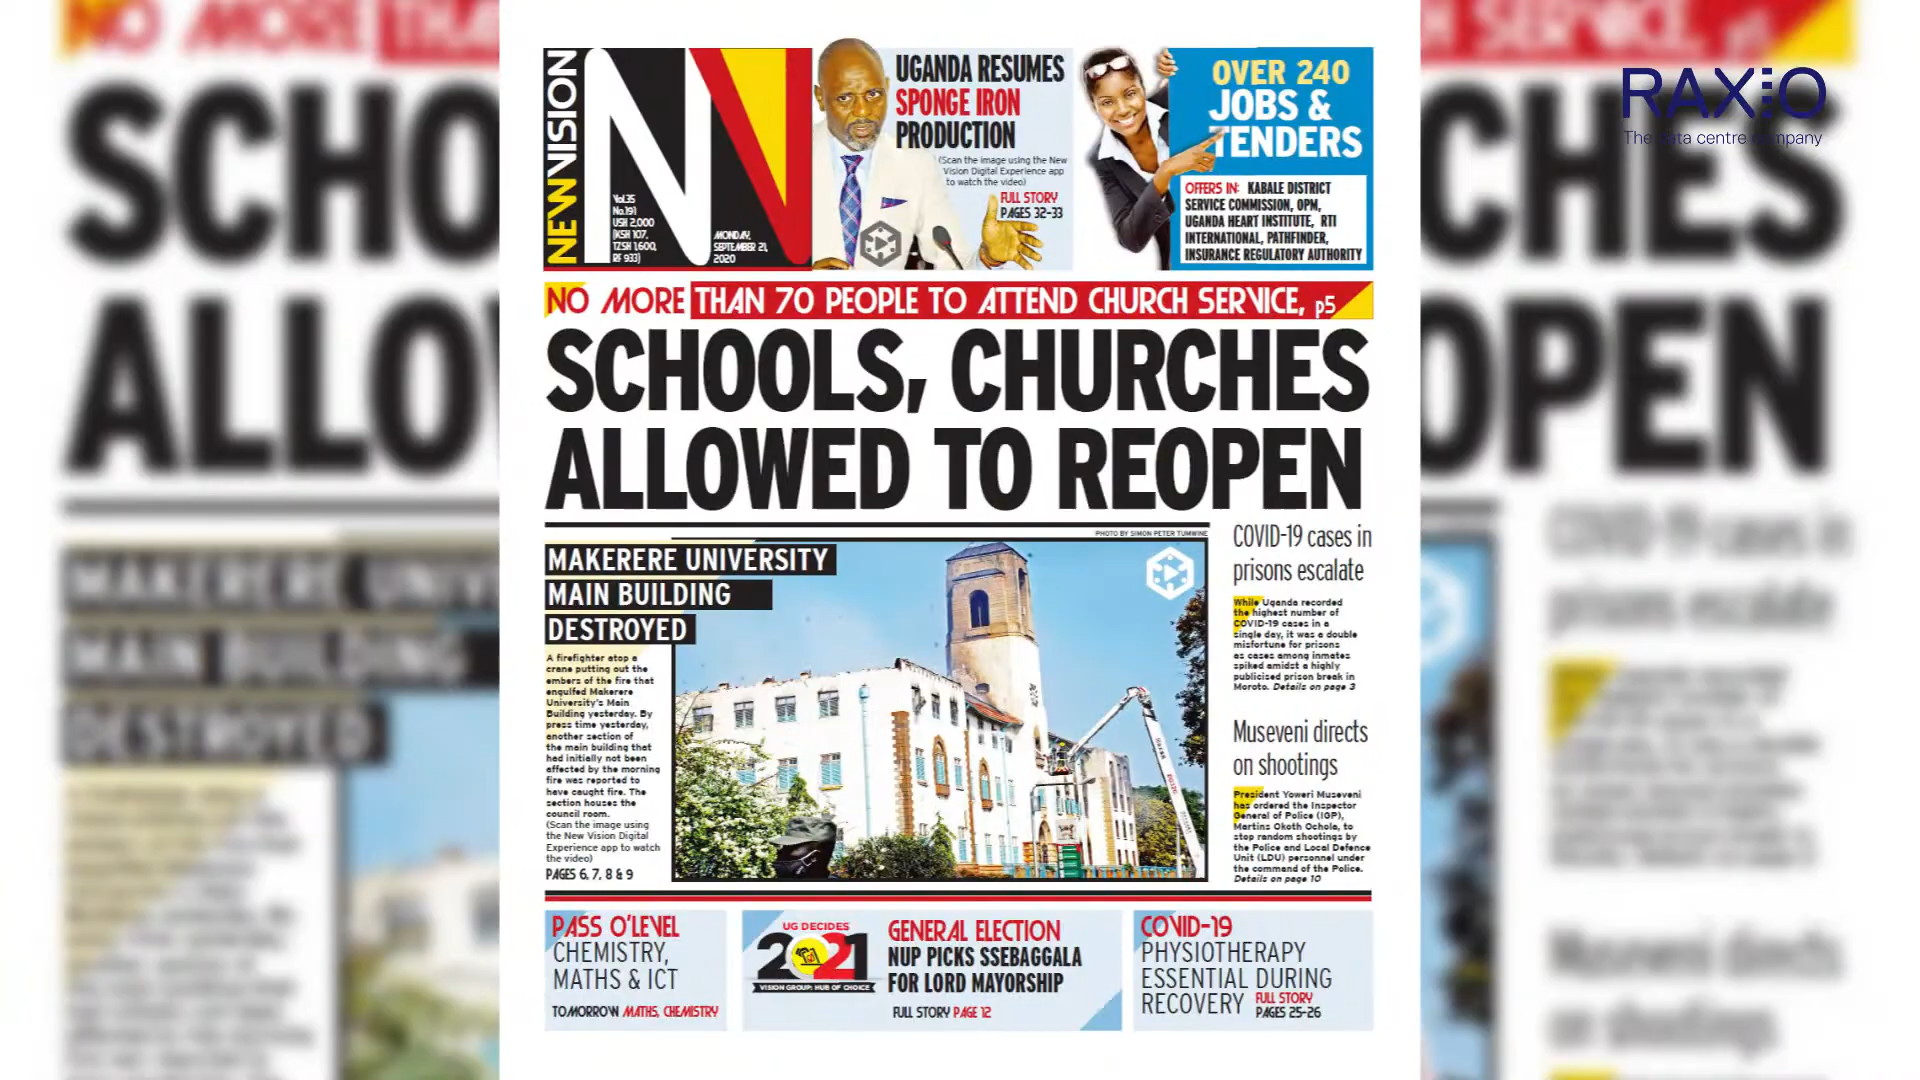 NEW VISION
Vol.35
No.191
USH 2,000
(KSH 107,
TZSH 1,600,
RF 933)
MONDAY,
SEPTEMBER 21,
2020
UGANDA RESUMES
SPONGE IRON
PRODUCTION
(Scan the image using the New
Vision Digital Experience app
to watch the video)
FULL STORY
PAGES 32-33
OVER 240
JOBS &
TENDERS
OFFERS IN: KABALE DISTRICT
SERVICE COMMISSION, OPM,
UGANDA HEART INSTITUTE, RTI
INTERNATIONAL, PATHFINDER,
INSURANCE REGULATORY AUTHORITY
RAXIO
The data centre company
NO MORE THAN 70 PEOPLE TO ATTEND CHURCH SERVICE, p5
SCHOOLS, CHURCHES
ALLOWED TO REOPEN
PHOTO BY SIMON PETER TUMWINE
MAKERERE UNIVERSITY
MAIN BUILDING
DESTROYED
A firefighter atop a
crane putting out the
embers of the fire that
engulfed Makerere
University's Main
Building yesterday. By
press time yesterday,
another section of
the main building that
had initially not been
affected by the morning
fire was reported to
have caught fire. The
section houses the
council room.
(Scan the image using
the New Vision Digital
Experience app to watch
the video)
PAGES 6, 7, 8 & 9
COVID-19 cases in
prisons escalate
While Uganda recorded
the highest number of
COVID-19 cases in a
single day, it was a double
misfortune for prisons
as cases among inmates
spiked amidst a highly
publicised prison break in
Moroto. Details on page 3
Museveni directs
on shootings
President Yoweri Museveni
has ordered the Inspector
General of Police (IGP),
Martins Okoth Ochola, to
stop random shootings by
the Police and Local Defence
Unit (LDU) personnel under
the command of the Police.
Details on page 10
PASS O'LEVEL
CHEMISTRY,
MATHS & ICT
TOMORROW MATHS, CHEMISTRY
UG DECIDES
2021
VISION GROUP: HUB OF CHOICE
GENERAL ELECTION
NUP PICKS SSEBAGGALA
FOR LORD MAYORSHIP
FULL STORY PAGE 12
COVID-19
PHYSIOTHERAPY
ESSENTIAL DURING
RECOVERY FULL STORY
PAGES 25-26